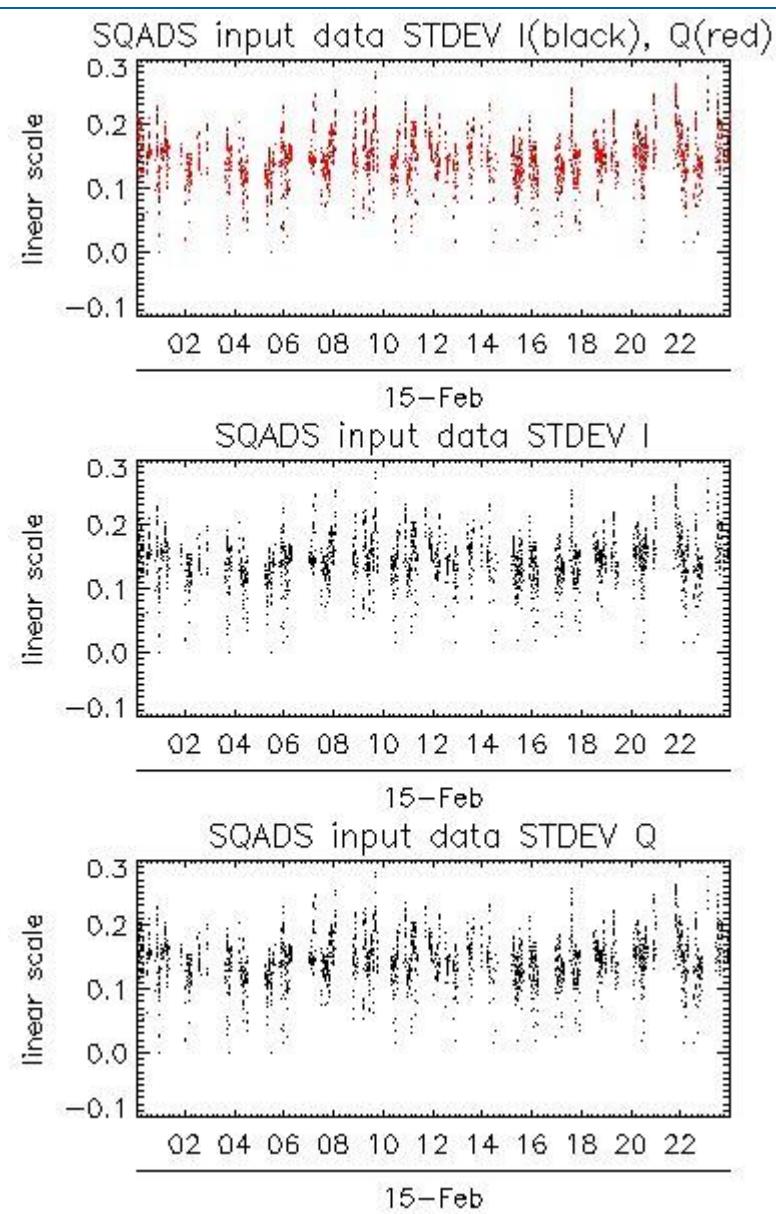 SQADS input data STDEV I(black), Q(red)
0.3
0.2
0.1
0.0
−0.1
linear scale
02 04 06 08 10 12 14 16 18 20 22
15−Feb
SQADS input data STDEV I
0.3
0.2
0.1
0.0
−0.1
linear scale
02 04 06 08 10 12 14 16 18 20 22
15−Feb
SQADS input data STDEV Q
0.3
0.2
0.1
0.0
−0.1
linear scale
02 04 06 08 10 12 14 16 18 20 22
15−Feb